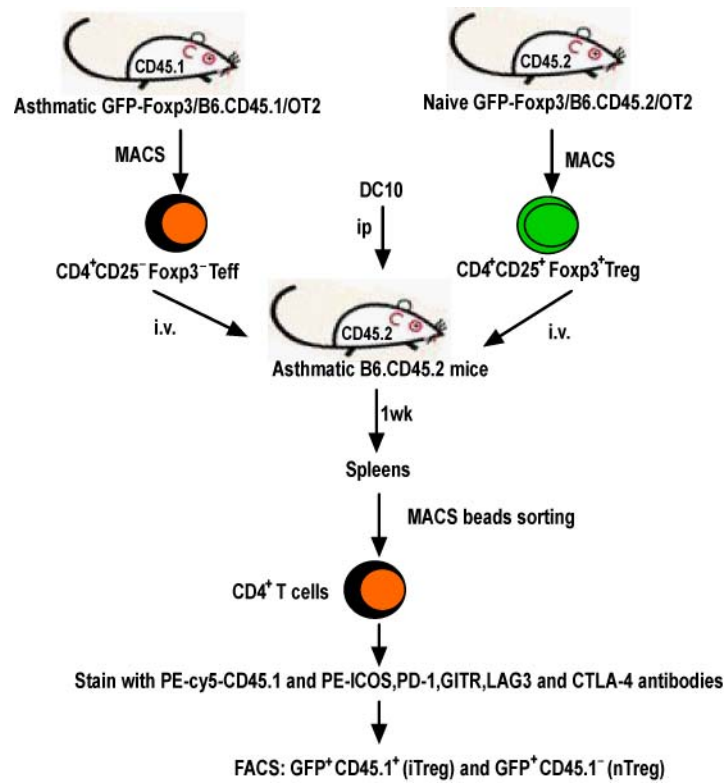 CD45.1
CD45.2
Asthmatic GFP-Foxp3/B6.CD45.1/OT2
Naive GFP-Foxp3/B6.CD45.2/OT2
MACS
MACS
DC10
ip
CD4⁺CD25⁻Foxp3⁻Teff
CD4⁺CD25⁺Foxp3⁺Treg
i.v.
i.v.
CD45.2
Asthmatic B6.CD45.2 mice
1wk
Spleens
MACS beads sorting
CD4⁺ T cells
Stain with PE-cy5-CD45.1 and PE-ICOS,PD-1,GITR,LAG3 and CTLA-4 antibodies
FACS: GFP⁺CD45.1⁺ (iTreg) and GFP⁺CD45.1⁻ (nTreg)